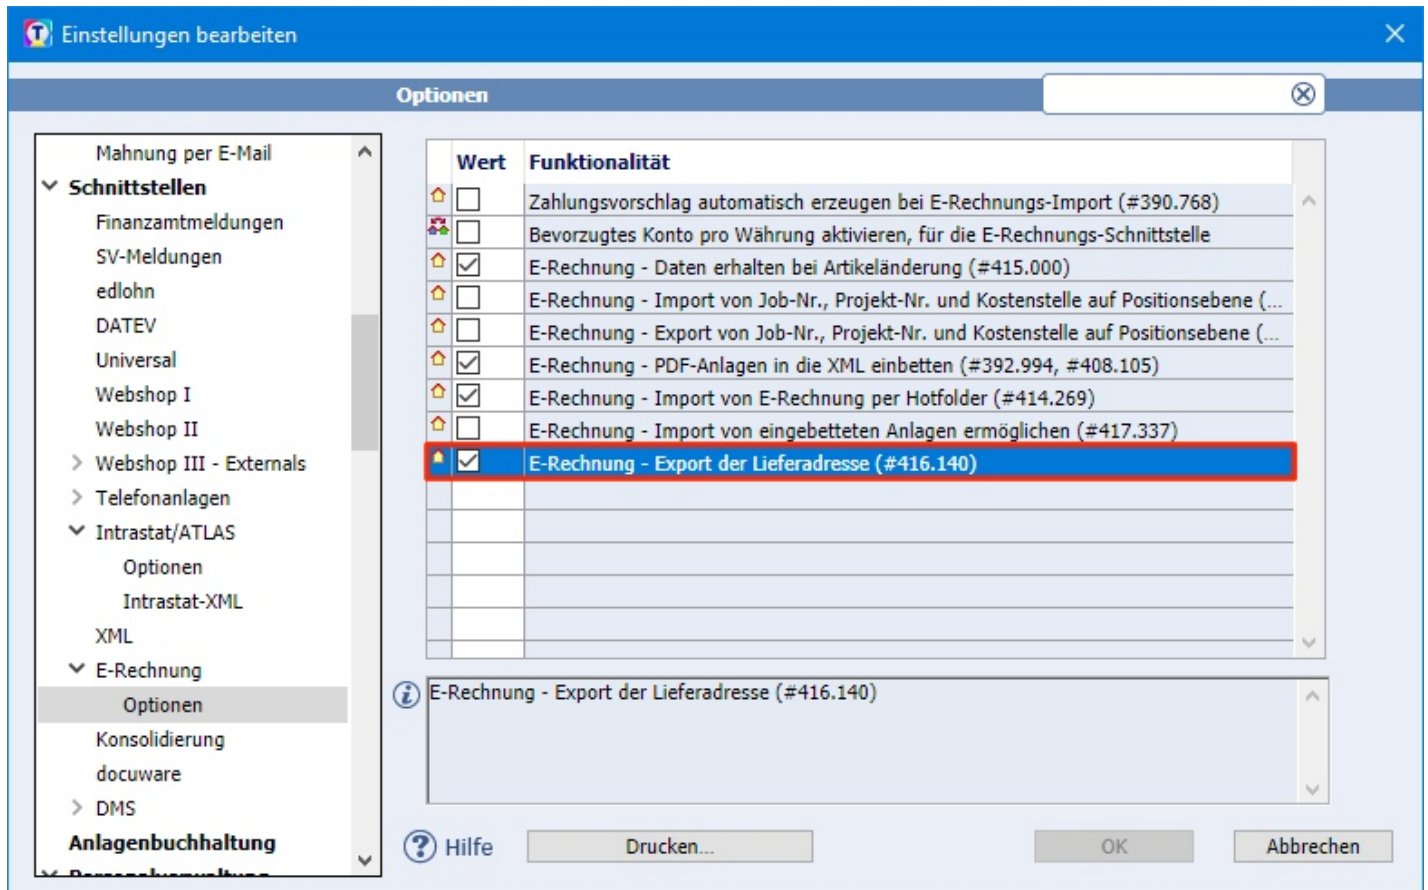 Einstellungen bearbeiten
Optionen
Mahnung per E-Mail
Schnittstellen
Finanzamtmeldungen
SV-Meldungen
edlohn
DATEV
Universal
Webshop I
Webshop II
Webshop III - Externals
Telefonanlagen
Intrastat/ATLAS
Optionen
Intrastat-XML
XML
E-Rechnung
Optionen
Konsolidierung
docuware
DMS
Anlagenbuchhaltung
Personalverwaltung
Wert Funktionalität
Zahlungsvorschlag automatisch erzeugen bei E-Rechnungs-Import (#390.768)
Bevorzugtes Konto pro Währung aktivieren, für die E-Rechnungs-Schnittstelle
E-Rechnung - Daten erhalten bei Artikeländerung (#415.000)
E-Rechnung - Import von Job-Nr., Projekt-Nr. und Kostenstelle auf Positionsebene (...
E-Rechnung - Export von Job-Nr., Projekt-Nr. und Kostenstelle auf Positionsebene (...
E-Rechnung - PDF-Anlagen in die XML einbetten (#392.994, #408.105)
E-Rechnung - Import von E-Rechnung per Hotfolder (#414.269)
E-Rechnung - Import von eingebetteten Anlagen ermöglichen (#417.337)
E-Rechnung - Export der Lieferadresse (#416.140)
E-Rechnung - Export der Lieferadresse (#416.140)
Hilfe
Drucken...
OK
Abbrechen